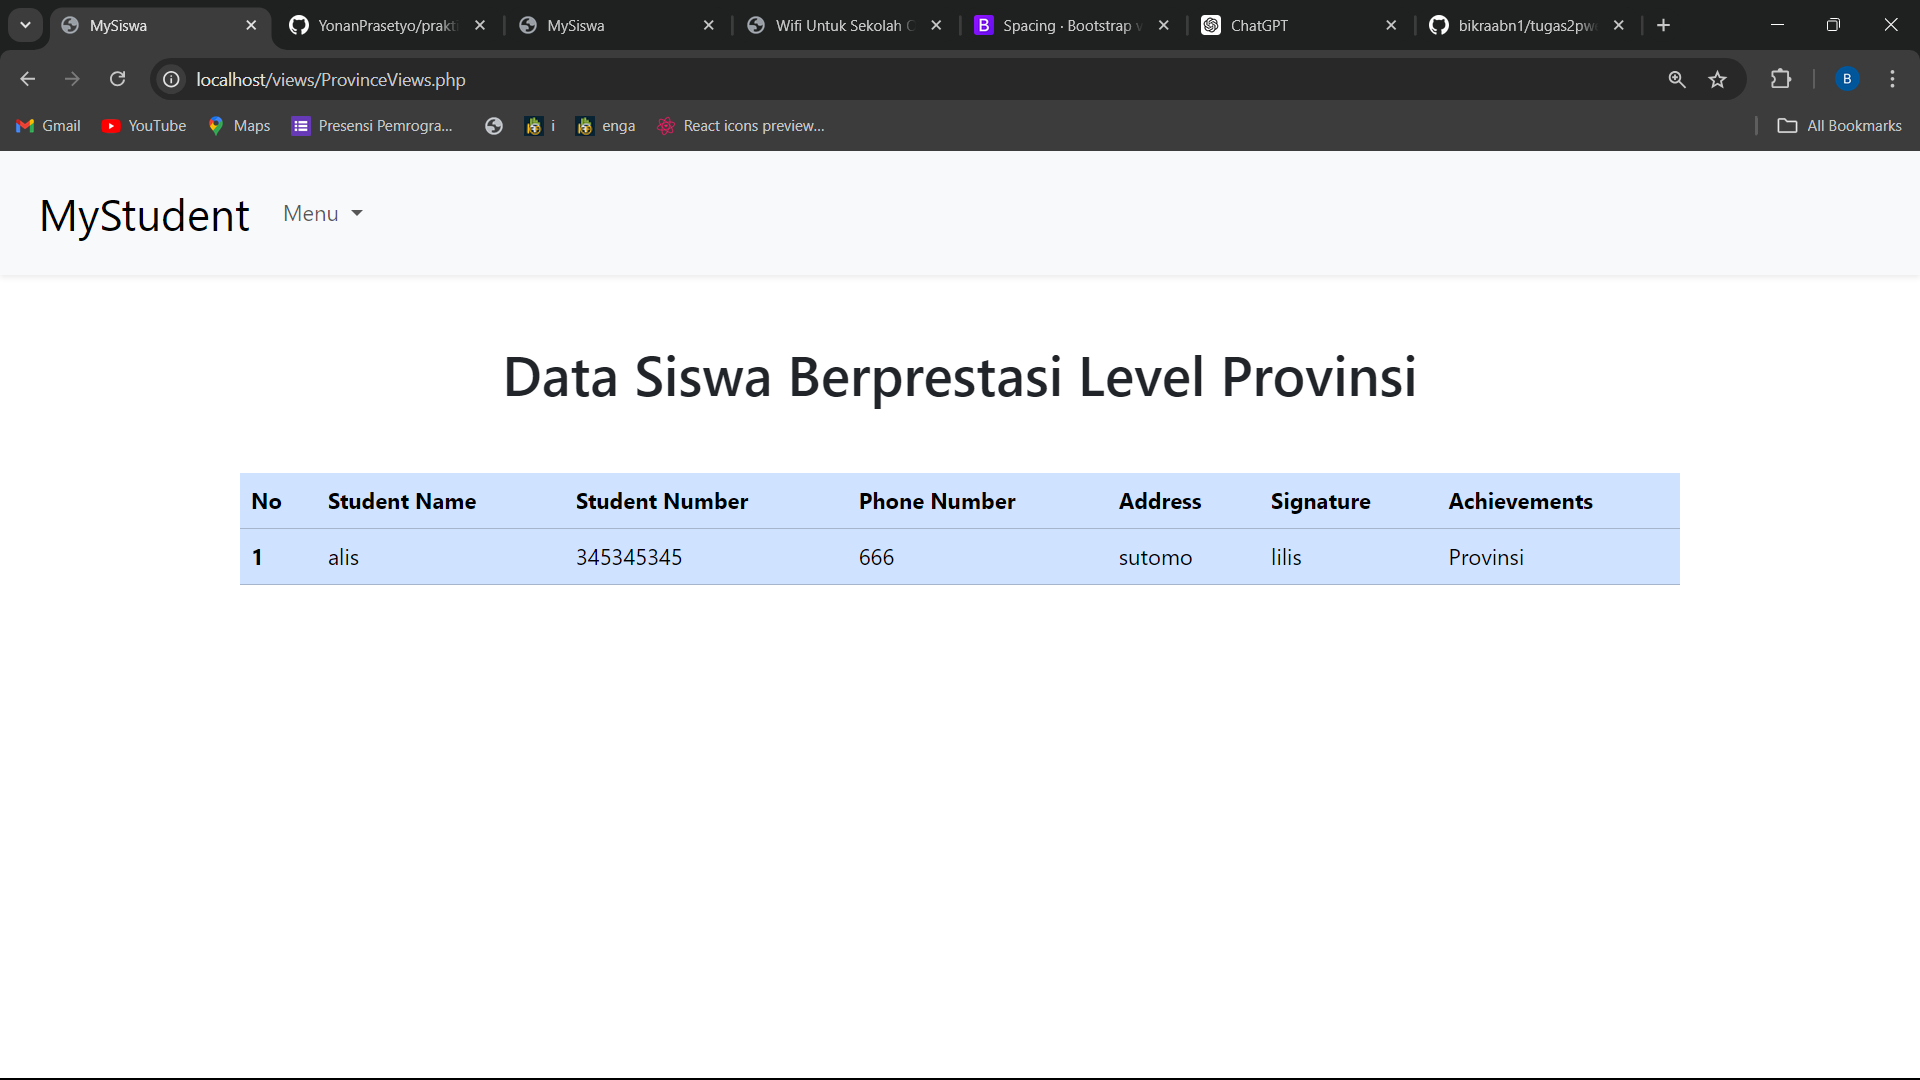 MySiswa
YonanPrasetyo/prakti
MySiswa
Wifi Untuk Sekolah C
Spacing · Bootstrap v
ChatGPT
bikraabn1/tugas2pwe
localhost/views/ProvinceViews.php
B
Gmail
YouTube
Maps
Presensi Pemrogra...
i
enga
React icons preview...
All Bookmarks
MyStudent
Menu
Data Siswa Berprestasi Level Provinsi
No Student Name Student Number Phone Number Address Signature Achievements
1 alis 345345345 666 sutomo lilis Provinsi